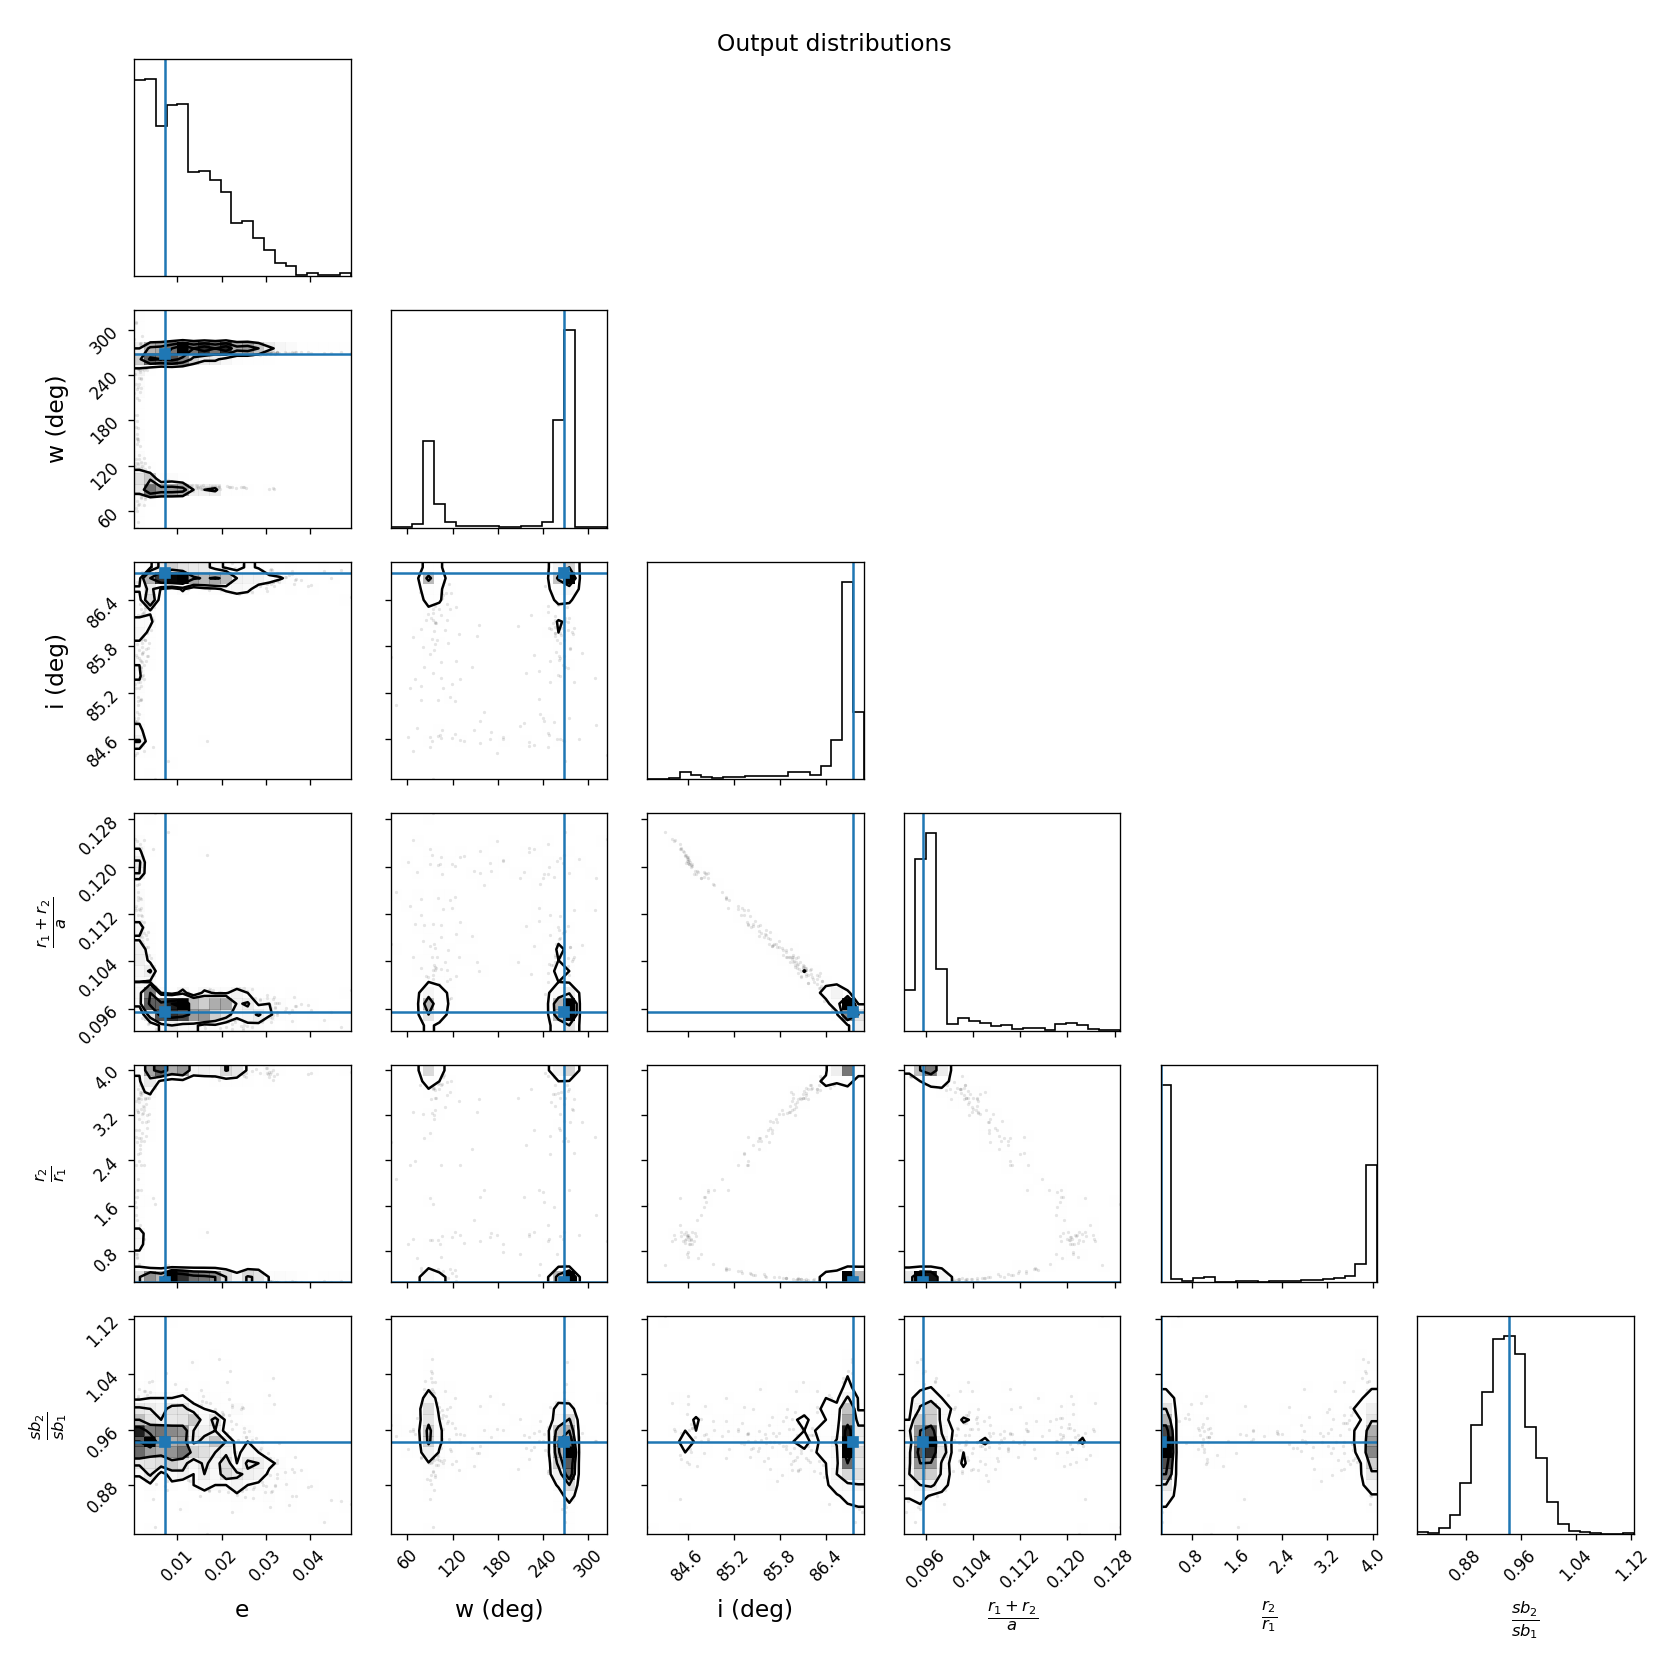 Output distributions
w (deg)
300
240
180
120
60
i (deg)
86.4
85.8
85.2
84.6
r₁ + r₂
a
0.128
0.120
0.112
0.104
0.096
r₂
r₁
4.0
3.2
2.4
1.6
0.8
sb₂
sb₁
1.12
1.04
0.96
0.88
0.01 0.02 0.03 0.04
60 120 180 240 300
84.6 85.2 85.8 86.4
0.096 0.104 0.112 0.120 0.128
0.8 1.6 2.4 3.2 4.0
0.88 0.96 1.04 1.12
e
w (deg)
i (deg)
r₁ + r₂
a
r₂
r₁
sb₂
sb₁